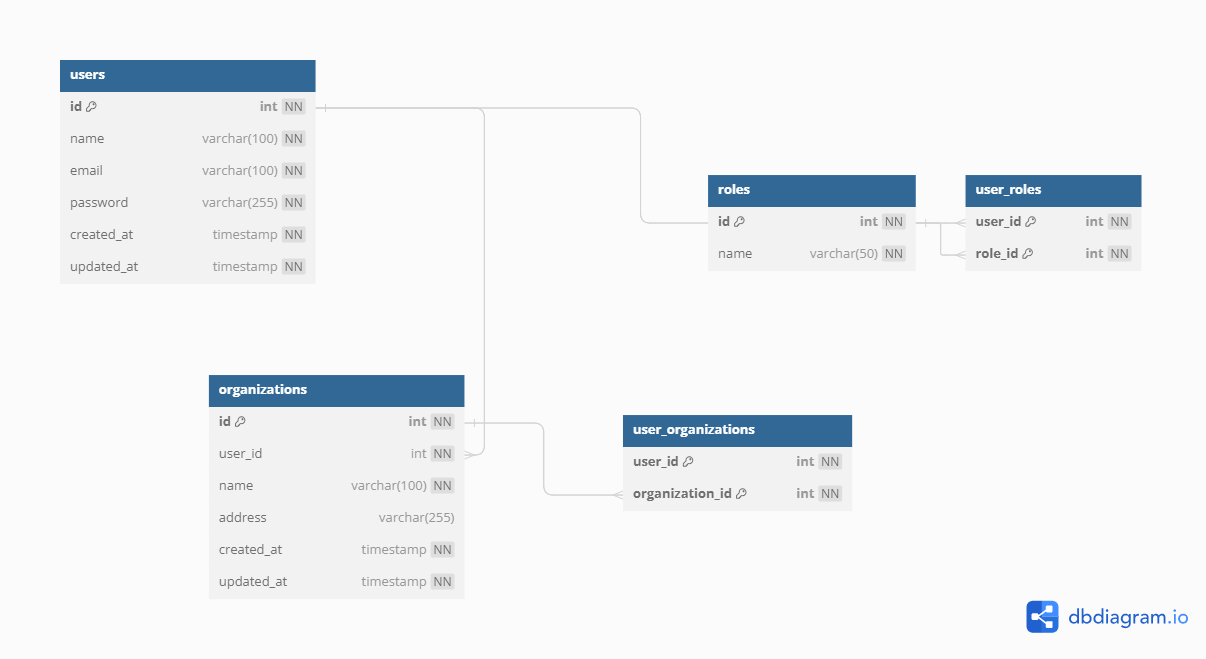 users
id int NN
name varchar(100) NN
email varchar(100) NN
password varchar(255) NN
created_at timestamp NN
updated_at timestamp NN
roles
id int NN
name varchar(50) NN
user_roles
user_id int NN
role_id int NN
organizations
id int NN
user_id int NN
name varchar(100) NN
address varchar(255)
created_at timestamp NN
updated_at timestamp NN
user_organizations
user_id int NN
organization_id int NN
dbdiagram.io